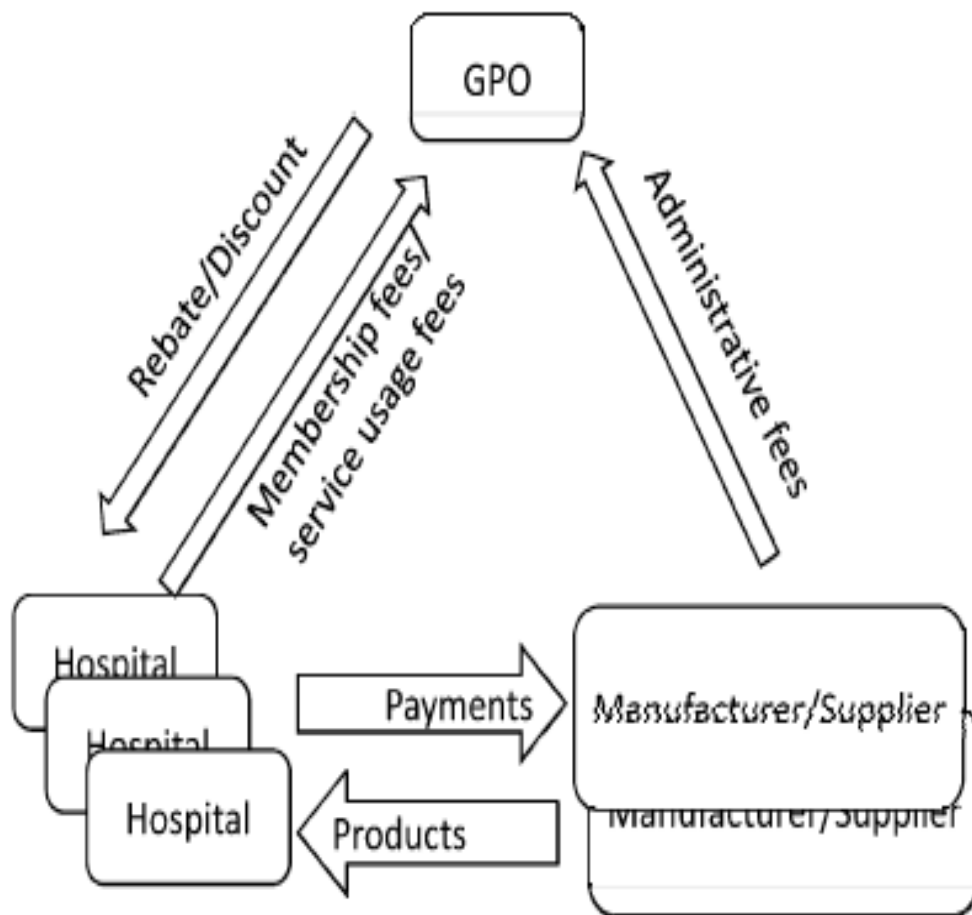 GPO
Rebate/Discount
Membership fees/
service usage fees
Administrative fees
Hospital
Hospital
Hospital
Payments
Products
Manufacturer/Supplier
Manufacturer/Supplier